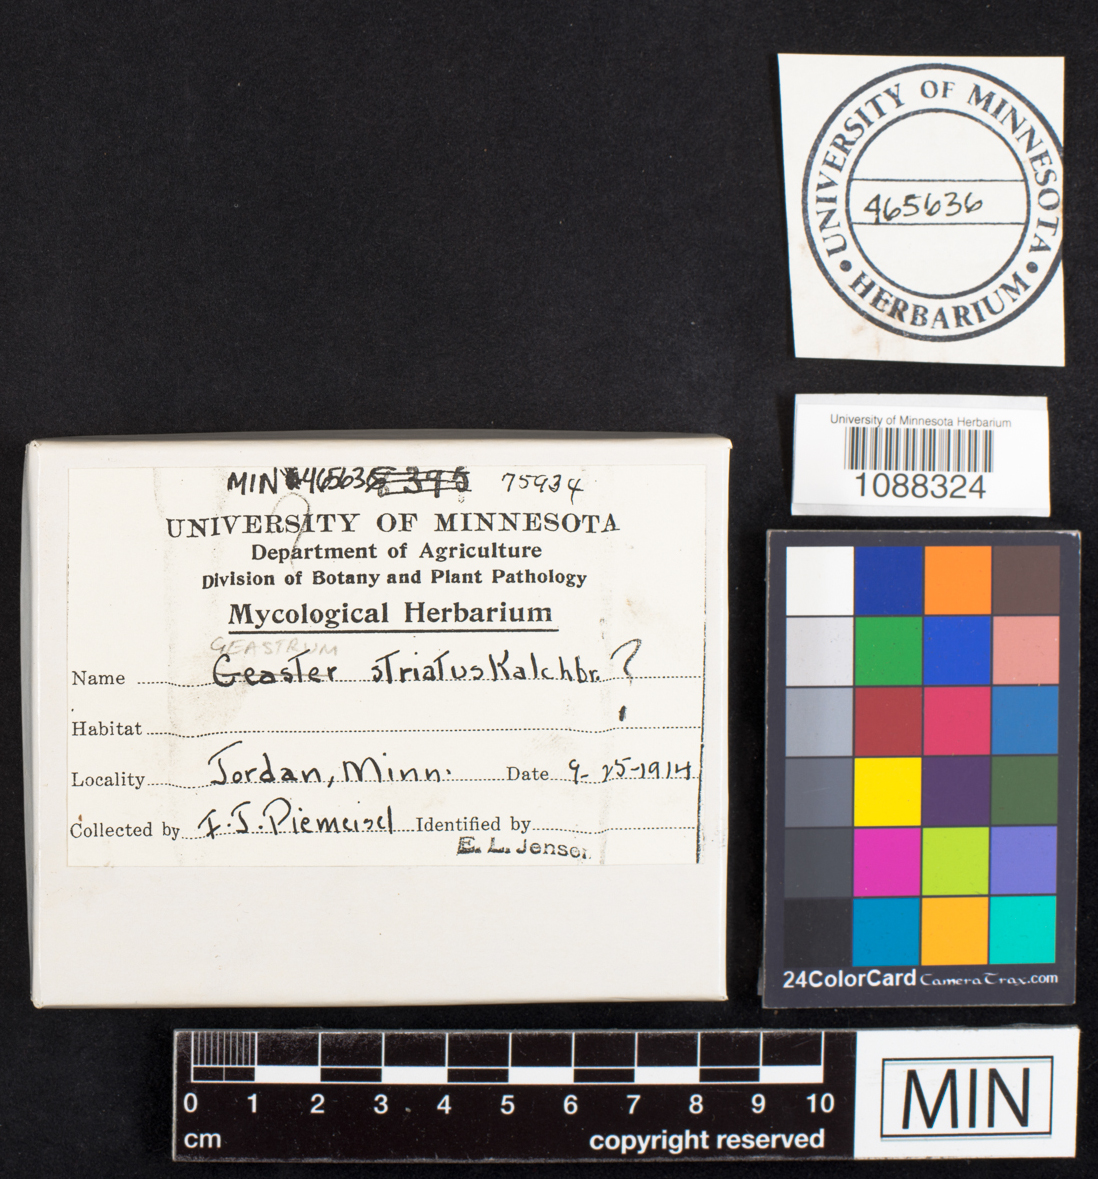 UNIVERSITY OF MINNESOTA
465636
• HERBARIUM •
University of Minnesota Herbarium
1088324
MIN 465636 395 75934
UNIVERSITY OF MINNESOTA
Department of Agriculture
Division of Botany and Plant Pathology
Mycological Herbarium
GEASTRUM
Name Geaster striatus Kalchbr. ?
Habitat
Locality Jordan, Minn. Date 9-25-1914
Collected by F.J. Piemeisel Identified by
E. L. Jensen
24ColorCard CameraTrax.com
0 1 2 3 4 5 6 7 8 9 10
cm copyright reserved
MIN